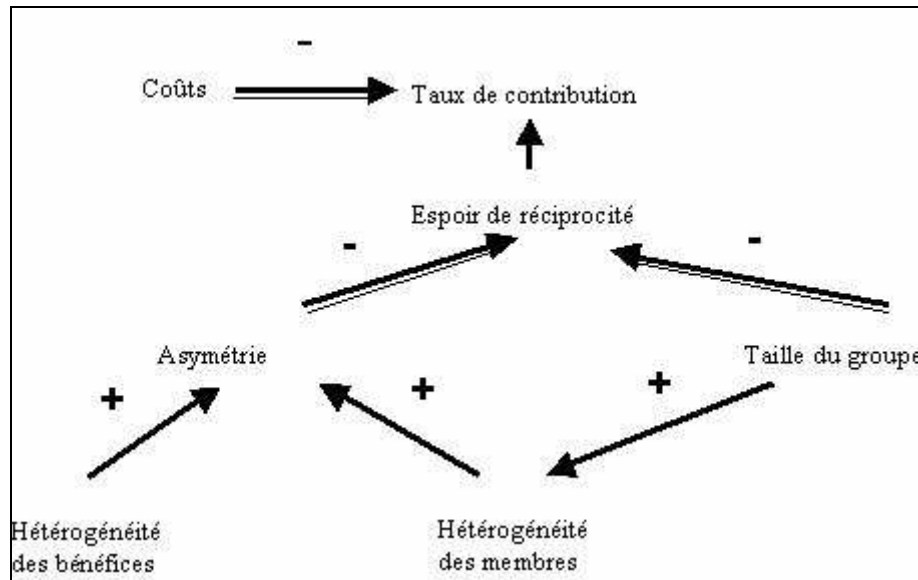 -
Coûts
Taux de contribution
Espoir de réciprocité
-
-
Asymétrie
Taille du groupe
+
+
+
Hétérogénéité
des bénéfices
Hétérogénéité
des membres